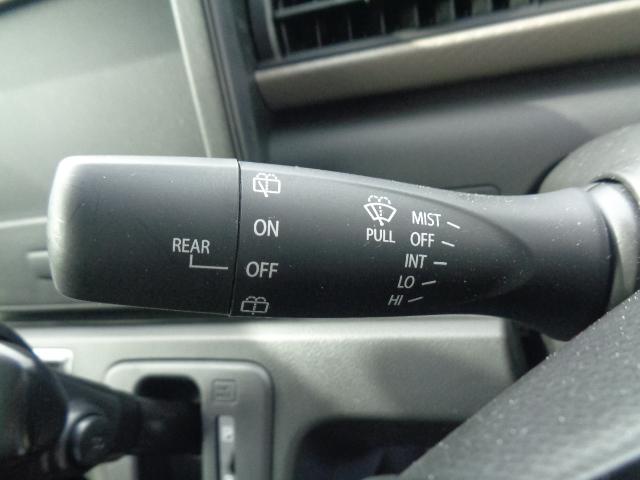 REAR
ON
OFF
PULL
MIST
OFF
INT
LO
HI